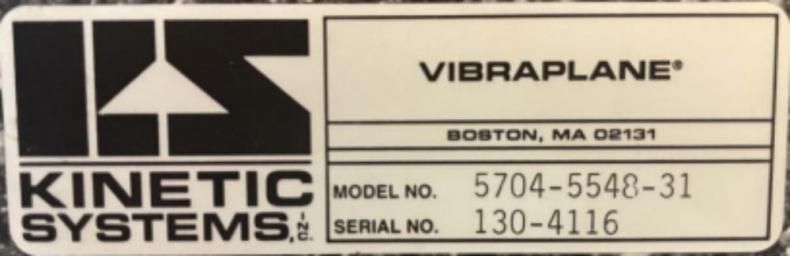 KINETIC
SYSTEMS, INC.
VIBRAPLANE®
BOSTON, MA 02131
MODEL NO. 5704-5548-31
SERIAL NO. 130-4116